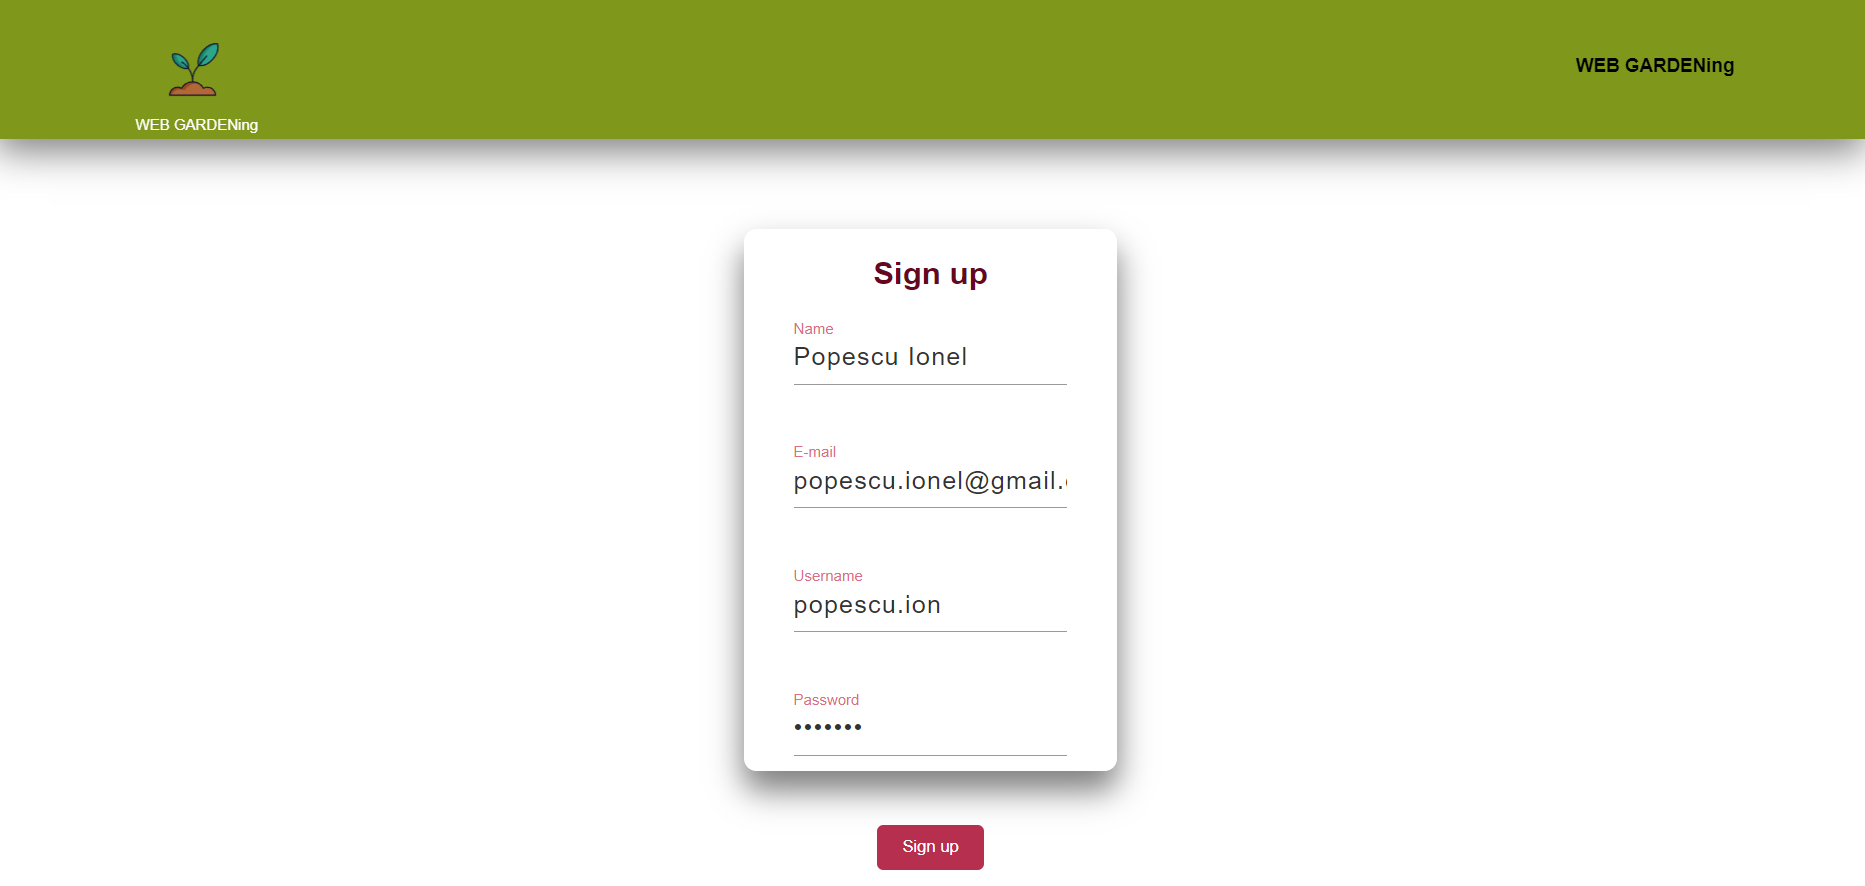 WEB GARDENing
WEB GARDENing
Sign up
Name
Popescu Ionel
E-mail
popescu.ionel@gmail.
Username
popescu.ion
Password
•••••••
Sign up